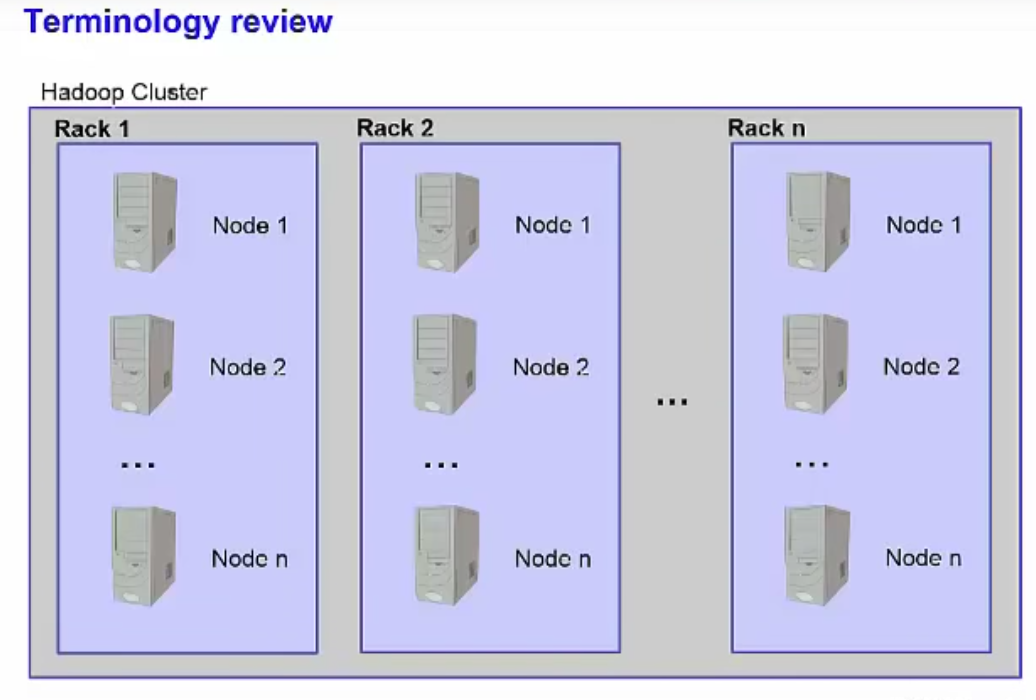 Terminology review
Hadoop Cluster
Rack 1
Node 1
Node 2
...
Node n
Rack 2
Node 1
Node 2
...
Node n
...
Rack n
Node 1
Node 2
...
Node n